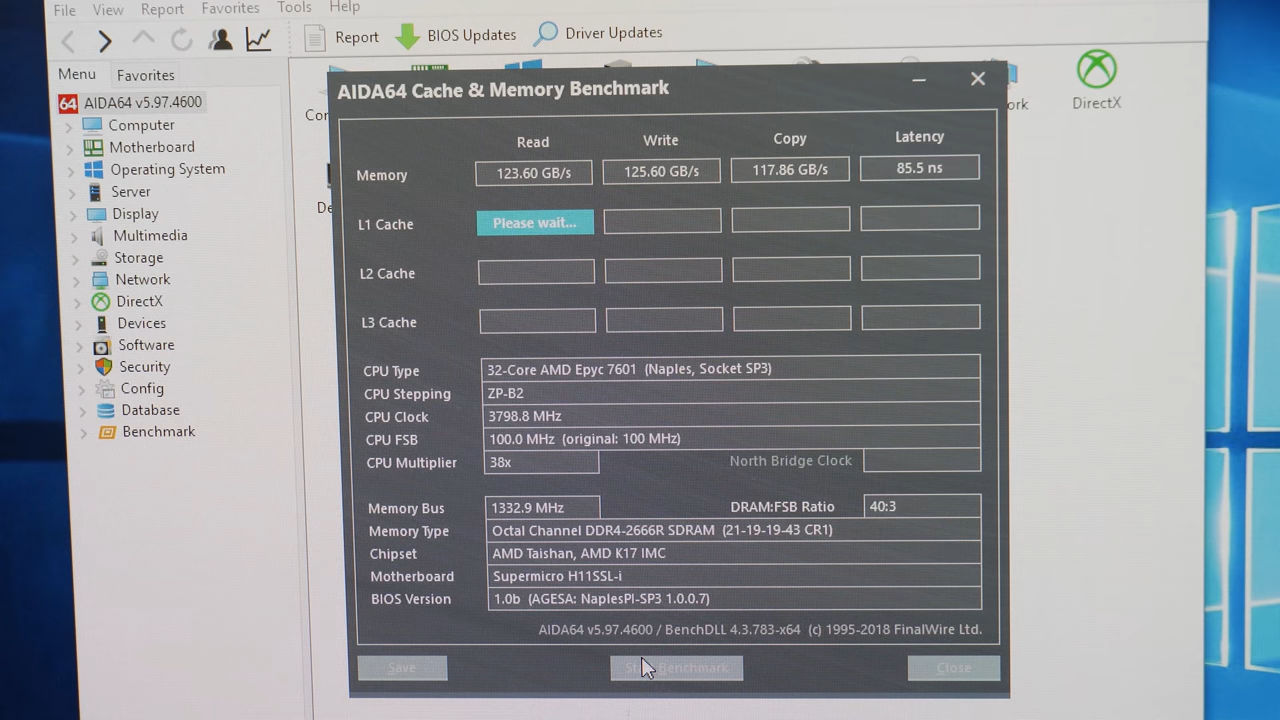 File View Report Favorites Tools Help
Report BIOS Updates Driver Updates
Menu Favorites
64 AIDA64 v5.97.4600
Computer
Motherboard
Operating System
Server
Display
Multimedia
Storage
Network
DirectX
Devices
Software
Security
Config
Database
Benchmark
DirectX
AIDA64 Cache & Memory Benchmark
Read Write Copy Latency
Memory 123.60 GB/s 125.60 GB/s 117.86 GB/s 85.5 ns
L1 Cache Please wait...
L2 Cache
L3 Cache
CPU Type 32-Core AMD Epyc 7601 (Naples, Socket SP3)
CPU Stepping ZP-B2
CPU Clock 3798.8 MHz
CPU FSB 100.0 MHz (original: 100 MHz)
CPU Multiplier 38x North Bridge Clock
Memory Bus 1332.9 MHz DRAM:FSB Ratio 40:3
Memory Type Octal Channel DDR4-2666R SDRAM (21-19-19-43 CR1)
Chipset AMD Taishan, AMD K17 IMC
Motherboard Supermicro H11SSL-i
BIOS Version 1.0b (AGESA: NaplesPI-SP3 1.0.0.7)
AIDA64 v5.97.4600 / BenchDLL 4.3.783-x64 (c) 1995-2018 FinalWire Ltd.
Save Benchmark Close